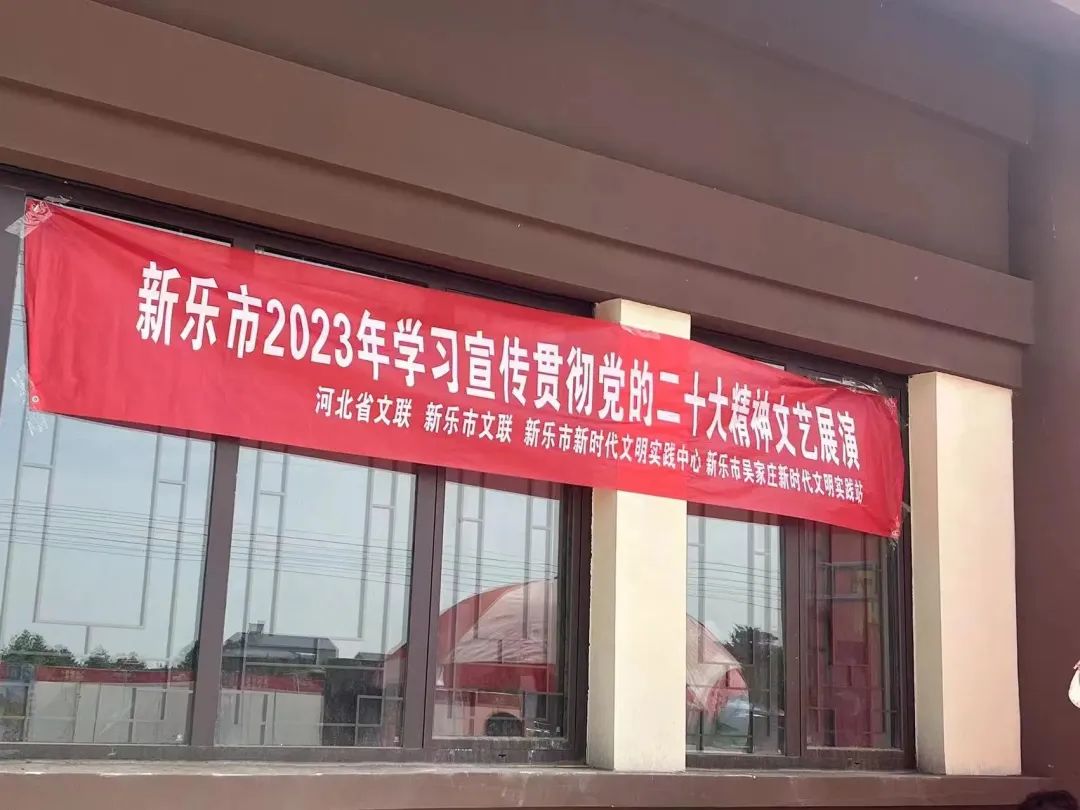 新乐市2023年学习宣传贯彻党的二十大精神文艺展演
河北省文联 新乐市文联 新乐市新时代文明实践中心 新乐市吴家庄新时代文明实践站